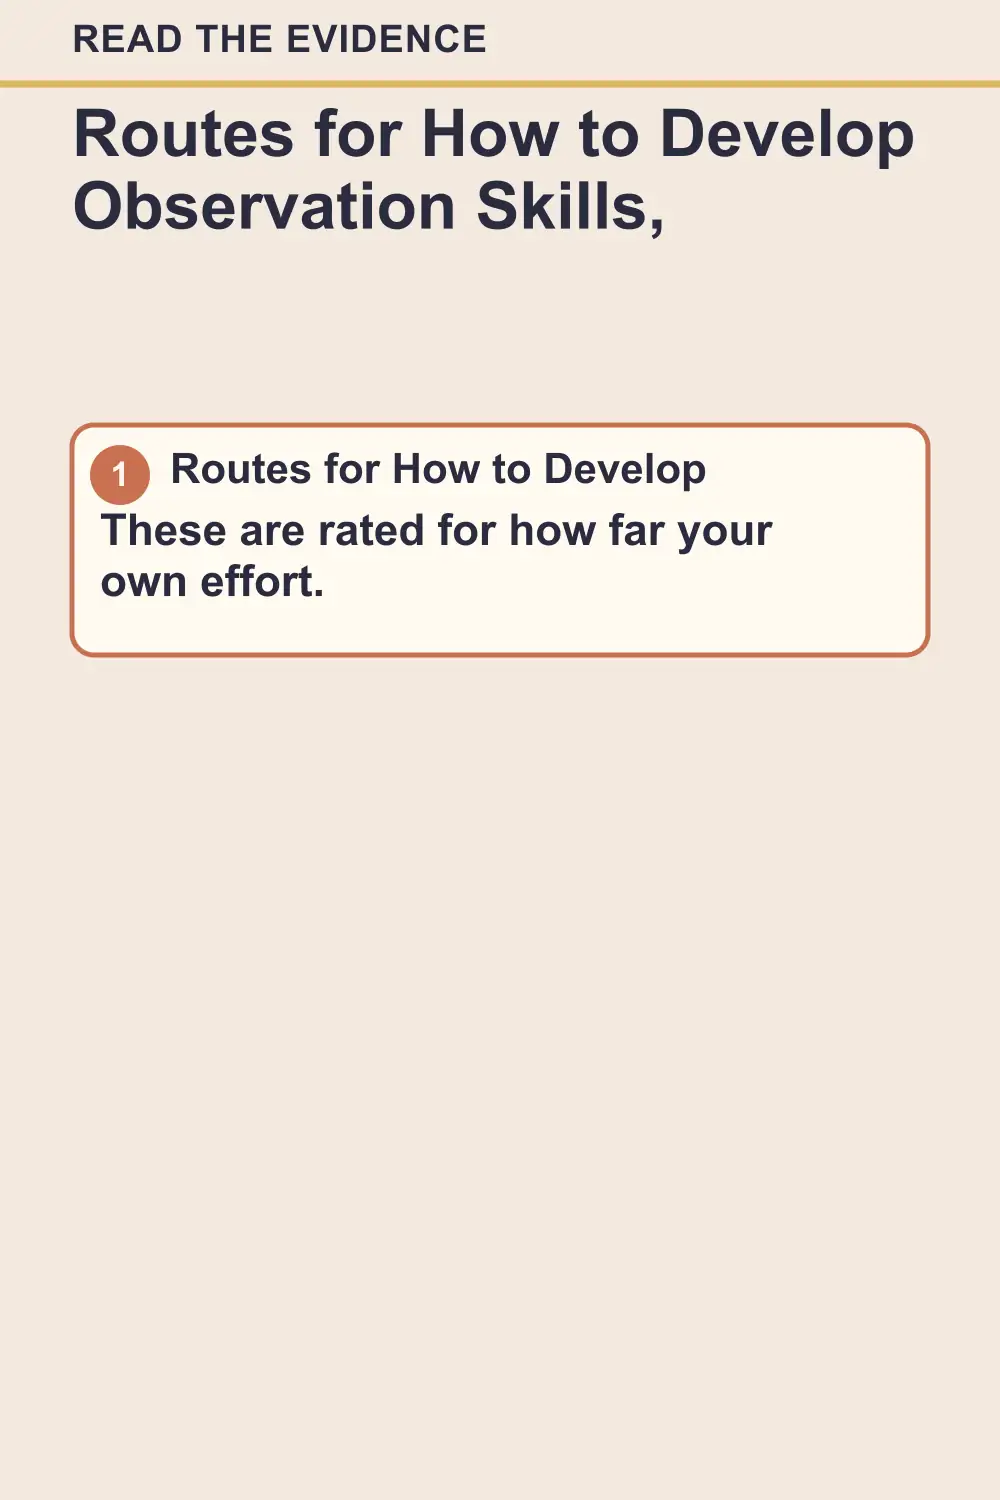 READ THE EVIDENCE
Routes for How to Develop
Observation Skills,
1 Routes for How to Develop
These are rated for how far your
own effort.